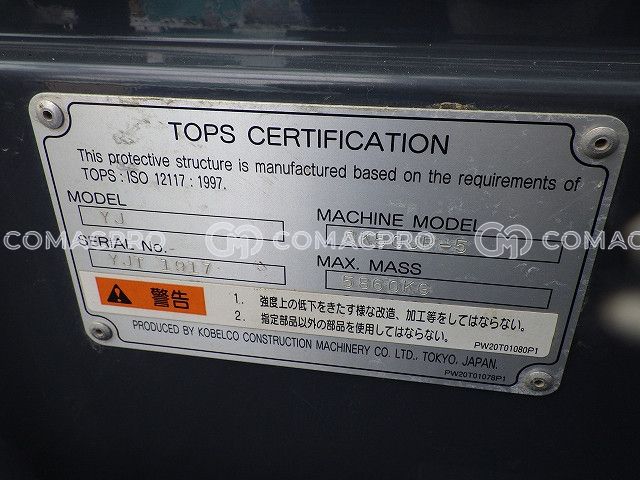 TOPS CERTIFICATION
This protective structure is manufactured based on the requirements of
TOPS : ISO 12117 : 1997.
MODEL
YJ
MACHINE MODEL
SERIAL No.
MAX. MASS
5860KG
警告
1. 強度上の低下をきたす様な改造、加工等をしてはならない。
2. 指定部品以外の部品を使用してはならない。
PW20T01080P1
PRODUCED BY KOBELCO CONSTRUCTION MACHINERY CO. LTD., TOKYO, JAPAN.
PW20T01078P1
COMACPRO COMACPRO COMACPRO